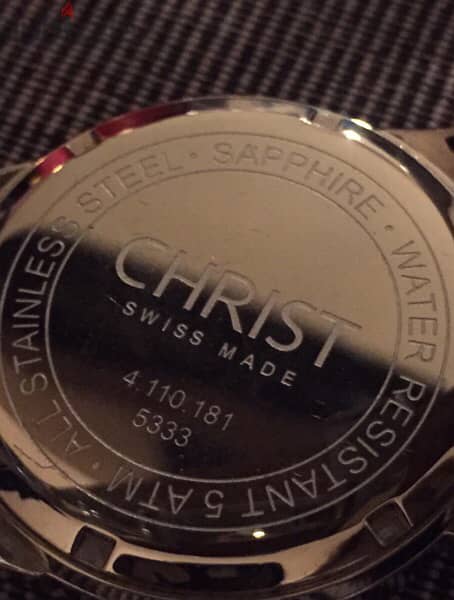 CHRIST
SWISS MADE
4.110.181
5333
ALL STAINLESS STEEL · SAPPHIRE · WATER RESISTANT 5 ATM ·